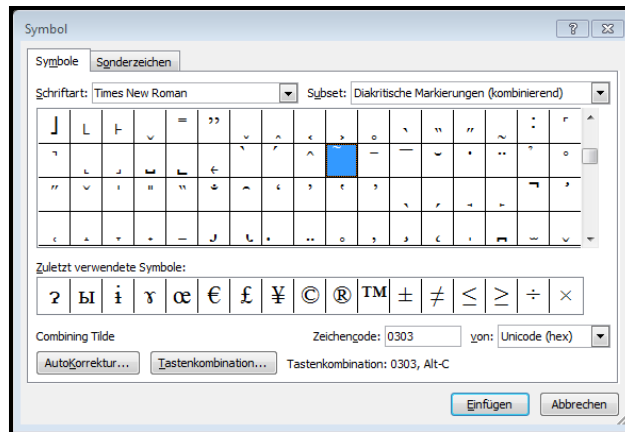 Symbol
Symbole Sonderzeichen
Schriftart: Times New Roman Subset: Diakritische Markierungen (kombinierend)
Zuletzt verwendete Symbole:
ɂ ы ɨ ɤ œ € £ ¥ © ® ™ ± ≠ ≤ ≥ ÷ ×
Combining Tilde Zeichencode: 0303 von: Unicode (hex)
AutoKorrektur... Tastenkombination... Tastenkombination: 0303, Alt-C
Einfügen Abbrechen